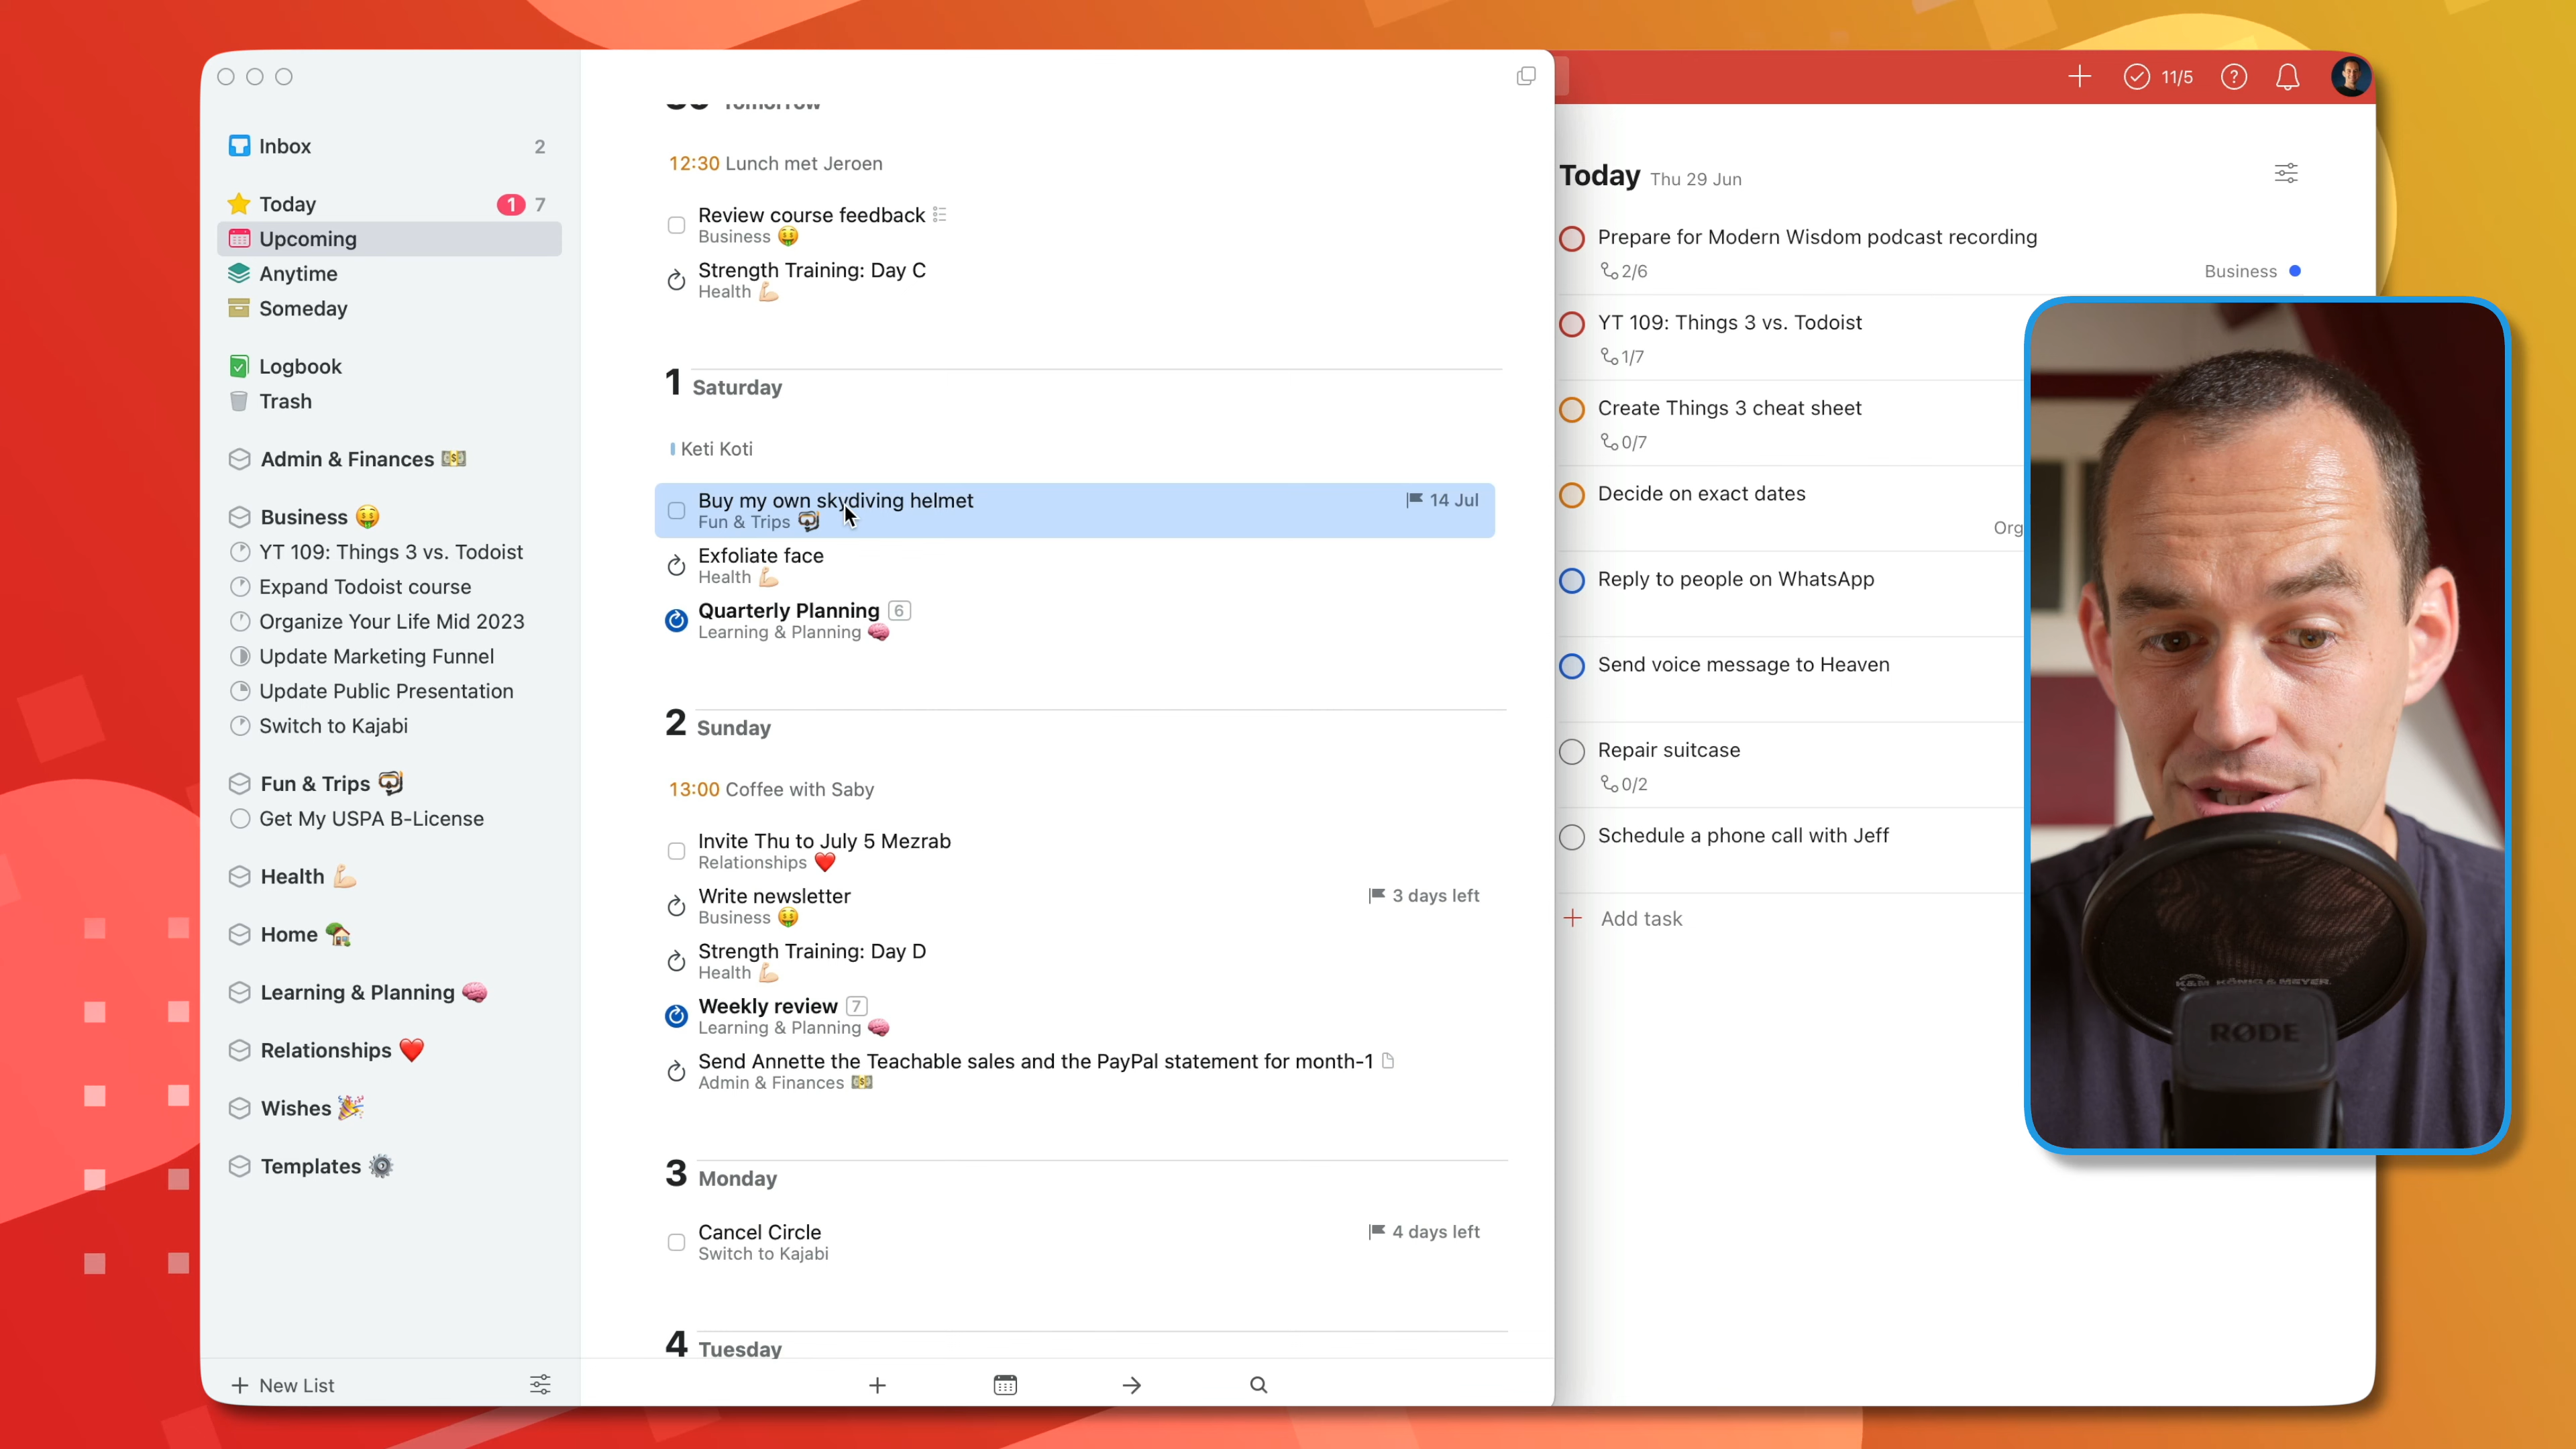 Inbox 2
Today 1 7
Upcoming
Anytime
Someday
Logbook
Trash
Admin & Finances 💵
Business 🤑
YT 109: Things 3 vs. Todoist
Expand Todoist course
Organize Your Life Mid 2023
Update Marketing Funnel
Update Public Presentation
Switch to Kajabi
Fun & Trips 🤿
Get My USPA B-License
Health 💪🏻
Home 🏡
Learning & Planning 🧠
Relationships ❤️
Wishes 🎉
Templates ⚙️
+ New List
Tomorrow
12:30 Lunch met Jeroen
Review course feedback
Business 🤑
Strength Training: Day C
Health 💪🏻
1 Saturday
Keti Koti
Buy my own skydiving helmet 14 Jul
Fun & Trips 🤿
Exfoliate face
Health 💪🏻
Quarterly Planning 6
Learning & Planning 🧠
2 Sunday
13:00 Coffee with Saby
Invite Thu to July 5 Mezrab
Relationships ❤️
Write newsletter 3 days left
Business 🤑
Strength Training: Day D
Health 💪🏻
Weekly review 7
Learning & Planning 🧠
Send Annette the Teachable sales and the PayPal statement for month-1
Admin & Finances 💵
3 Monday
Cancel Circle 4 days left
Switch to Kajabi
4 Tuesday
11/5
Today Thu 29 Jun
Prepare for Modern Wisdom podcast recording
2/6 Business
YT 109: Things 3 vs. Todoist
1/7
Create Things 3 cheat sheet
0/7
Decide on exact dates
Org
Reply to people on WhatsApp
Send voice message to Heaven
Repair suitcase
0/2
Schedule a phone call with Jeff
+ Add task
K&M KÖNIG & MEYER
RØDE